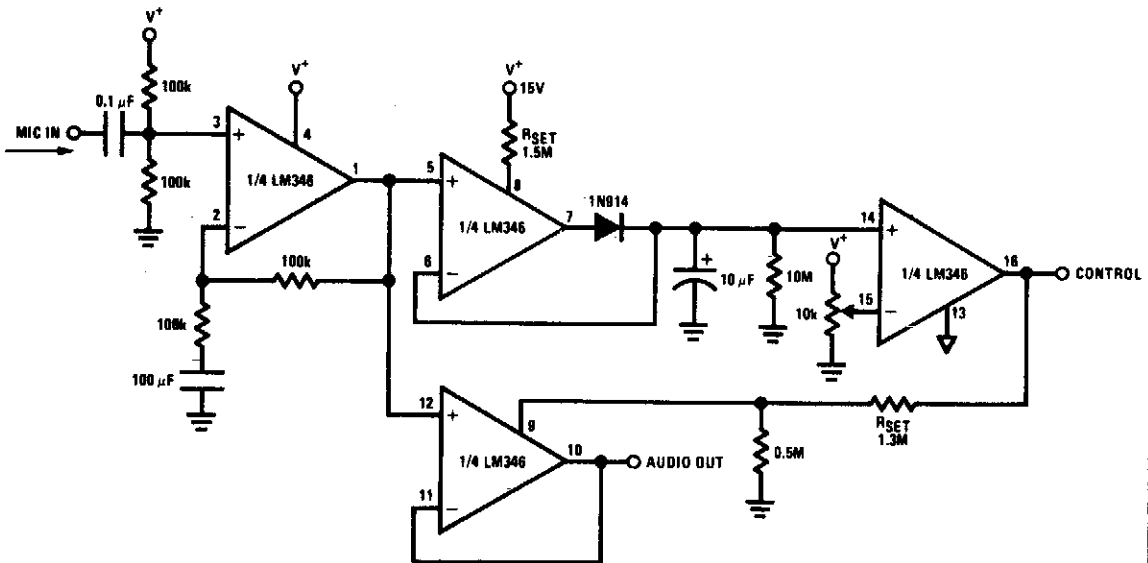 V+
100k
0.1 µF
MIC IN
100k
3
+
2
−
1/4 LM346
V+
4
1
100k
100k
100 µF
V+
15V
RSET
1.5M
8
5
+
6
−
1/4 LM346
7
1N914
+
10 µF
10M
V+
10k
14
+
15
−
1/4 LM346
16
13
CONTROL
RSET
1.3M
0.5M
12
+
11
−
9
1/4 LM346
10
AUDIO OUT